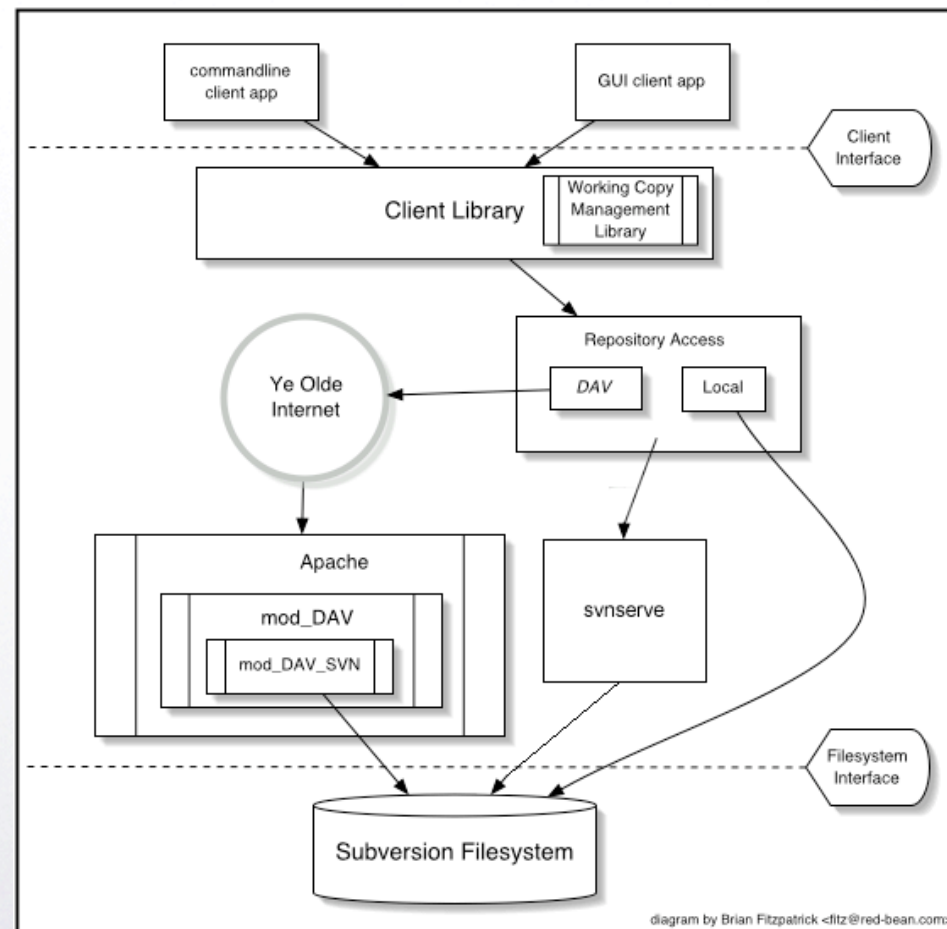 commandline
client app
GUI client app
Client
Interface
Client Library
Working Copy
Management
Library
Repository Access
DAV
Local
Ye Olde
Internet
Apache
mod_DAV
mod_DAV_SVN
svnserve
Filesystem
Interface
Subversion Filesystem
diagram by Brian Fitzpatrick <fitz@red-bean.com>